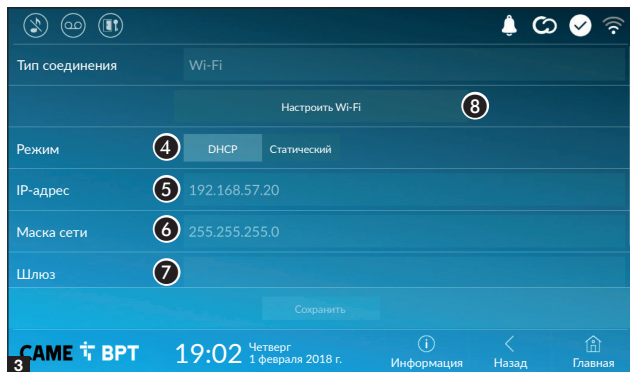 Тип соединения Wi-Fi
Настроить Wi-Fi 8
Режим 4 DHCP Статический
IP-адрес 5 192.168.57.20
Маска сети 6 255.255.255.0
Шлюз 7
Сохранить
CAME BPT 19:02 Четверг
1 февраля 2018 г.
Информация Назад Главная
3